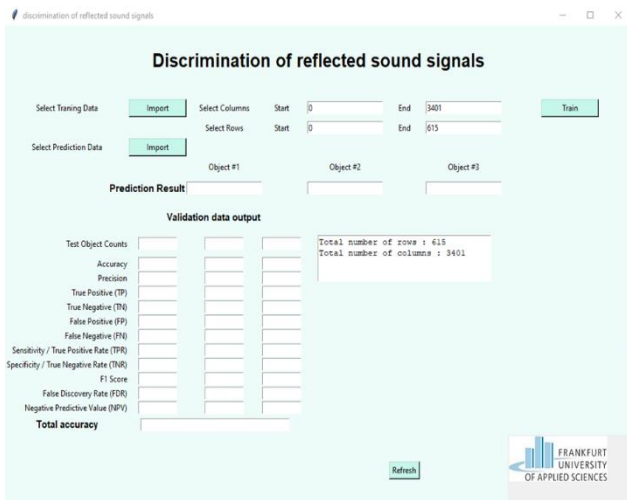 discrimination of reflected sound signals
Discrimination of reflected sound signals
Select Traning Data Import Select Columns Start 0 End 3401 Train
Select Rows Start 0 End 615
Select Prediction Data Import
Object #1 Object #2 Object #3
Prediction Result
Validation data output
Test Object Counts
Total number of rows : 615
Total number of columns : 3401
Accuracy
Precision
True Positive (TP)
True Negative (TN)
False Positive (FP)
False Negative (FN)
Sensitivity / True Positive Rate (TPR)
Specificity / True Negative Rate (TNR)
F1 Score
False Discovery Rate (FDR)
Negative Predictive Value (NPV)
Total accuracy
Refresh
FRANKFURT
UNIVERSITY
OF APPLIED SCIENCES